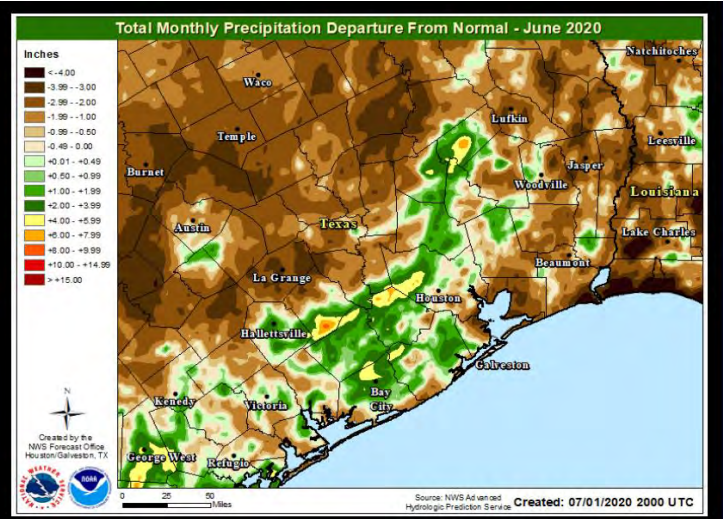 Total Monthly Precipitation Departure From Normal - June 2020
Inches
< -4.00
-3.99 - -3.00
-2.99 - -2.00
-1.99 - -1.00
-0.99 - -0.50
-0.49 - 0.00
+0.01 - +0.49
+0.50 - +0.99
+1.00 - +1.99
+2.00 - +3.99
+4.00 - +5.99
+6.00 - +7.99
+8.00 - +9.99
+10.00 - +14.99
> +15.00
Natchitoches
Waco
Lufkin
Temple
Leesville
Burnet
Jasper
Woodville
Louisiana
Austin
Texas
Lake Charles
Beaumont
La Grange
Houston
Hallettsville
Galveston
Bay
City
Kenedy
Victoria
George West
Refugio
N
Created by the
NWS Forecast Office
Houston/Galveston, TX
NATIONAL WEATHER SERVICE
NOAA
0 25 50
Miles
Source: NWS Advanced
Hydrologic Prediction Service
Created: 07/01/2020 2000 UTC